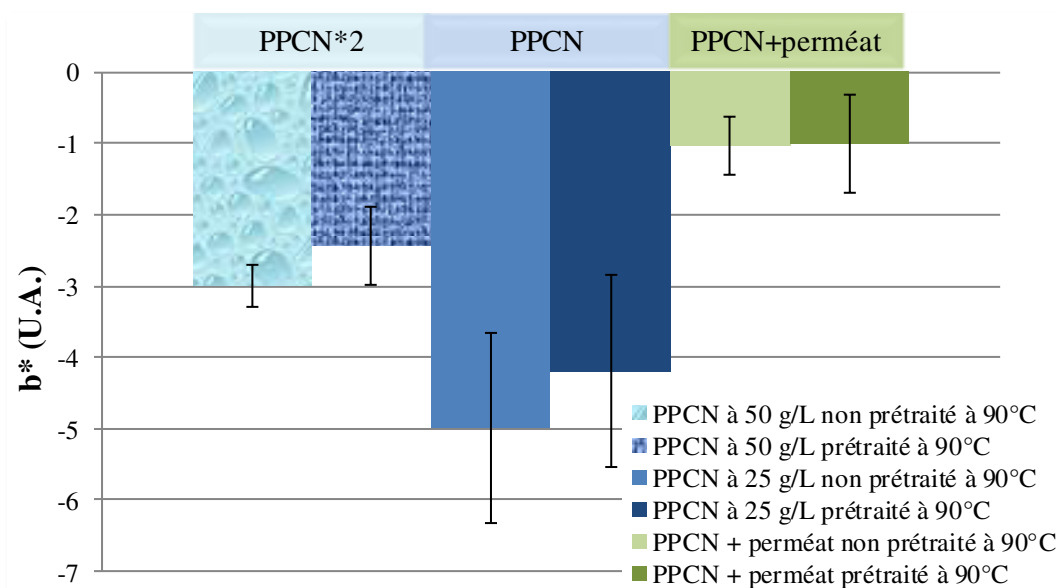 PPCN*2 PPCN PPCN+perméat
0
-1
-2
-3
-4
-5
-6
-7
b* (U.A.)
PPCN à 50 g/L non prétraité à 90°C
PPCN à 50 g/L prétraité à 90°C
PPCN à 25 g/L non prétraité à 90°C
PPCN à 25 g/L prétraité à 90°C
PPCN + perméat non prétraité à 90°C
PPCN + perméat prétraité à 90°C